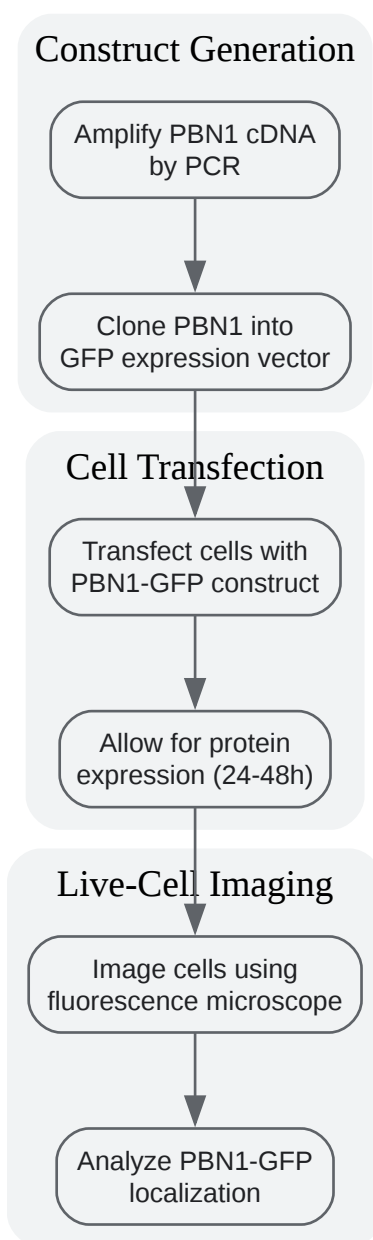 Construct Generation
Amplify PBN1 cDNA
by PCR
Clone PBN1 into
GFP expression vector
Cell Transfection
Transfect cells with
PBN1-GFP construct
Allow for protein
expression (24-48h)
Live-Cell Imaging
Image cells using
fluorescence microscope
Analyze PBN1-GFP
localization